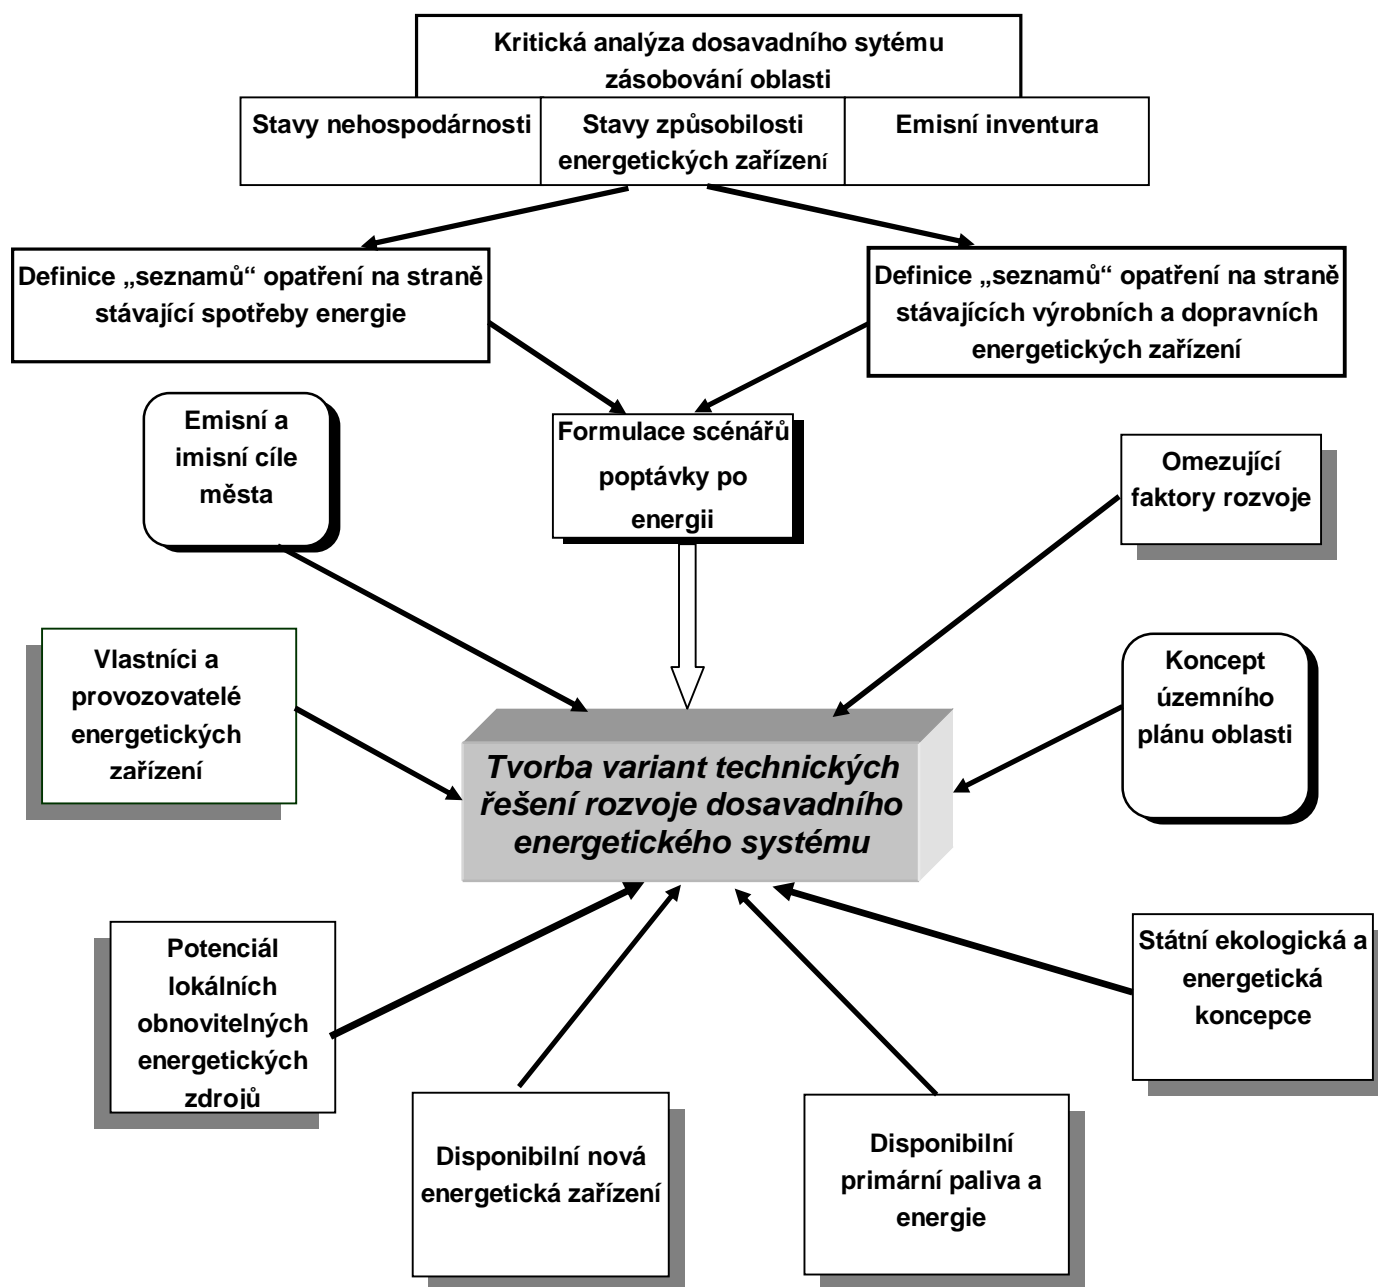 Kritická analýza dosavadního sytému
zásobování oblasti
Stavy nehospodárnosti
Stavy způsobilosti
energetických zařízení
Emisní inventura
Definice „seznamů“ opatření na straně
stávající spotřeby energie
Definice „seznamů“ opatření na straně
stávajících výrobních a dopravních
energetických zařízení
Emisní a
imisní cíle
města
Formulace scénářů
poptávky po
energii
Omezující
faktory rozvoje
Vlastníci a
provozovatelé
energetických
zařízení
Koncept
územního
plánu oblasti
Tvorba variant technických
řešení rozvoje dosavadního
energetického systému
Potenciál
lokálních
obnovitelných
energetických
zdrojů
Státní ekologická a
energetická
koncepce
Disponibilní nová
energetická zařízení
Disponibilní
primární paliva a
energie